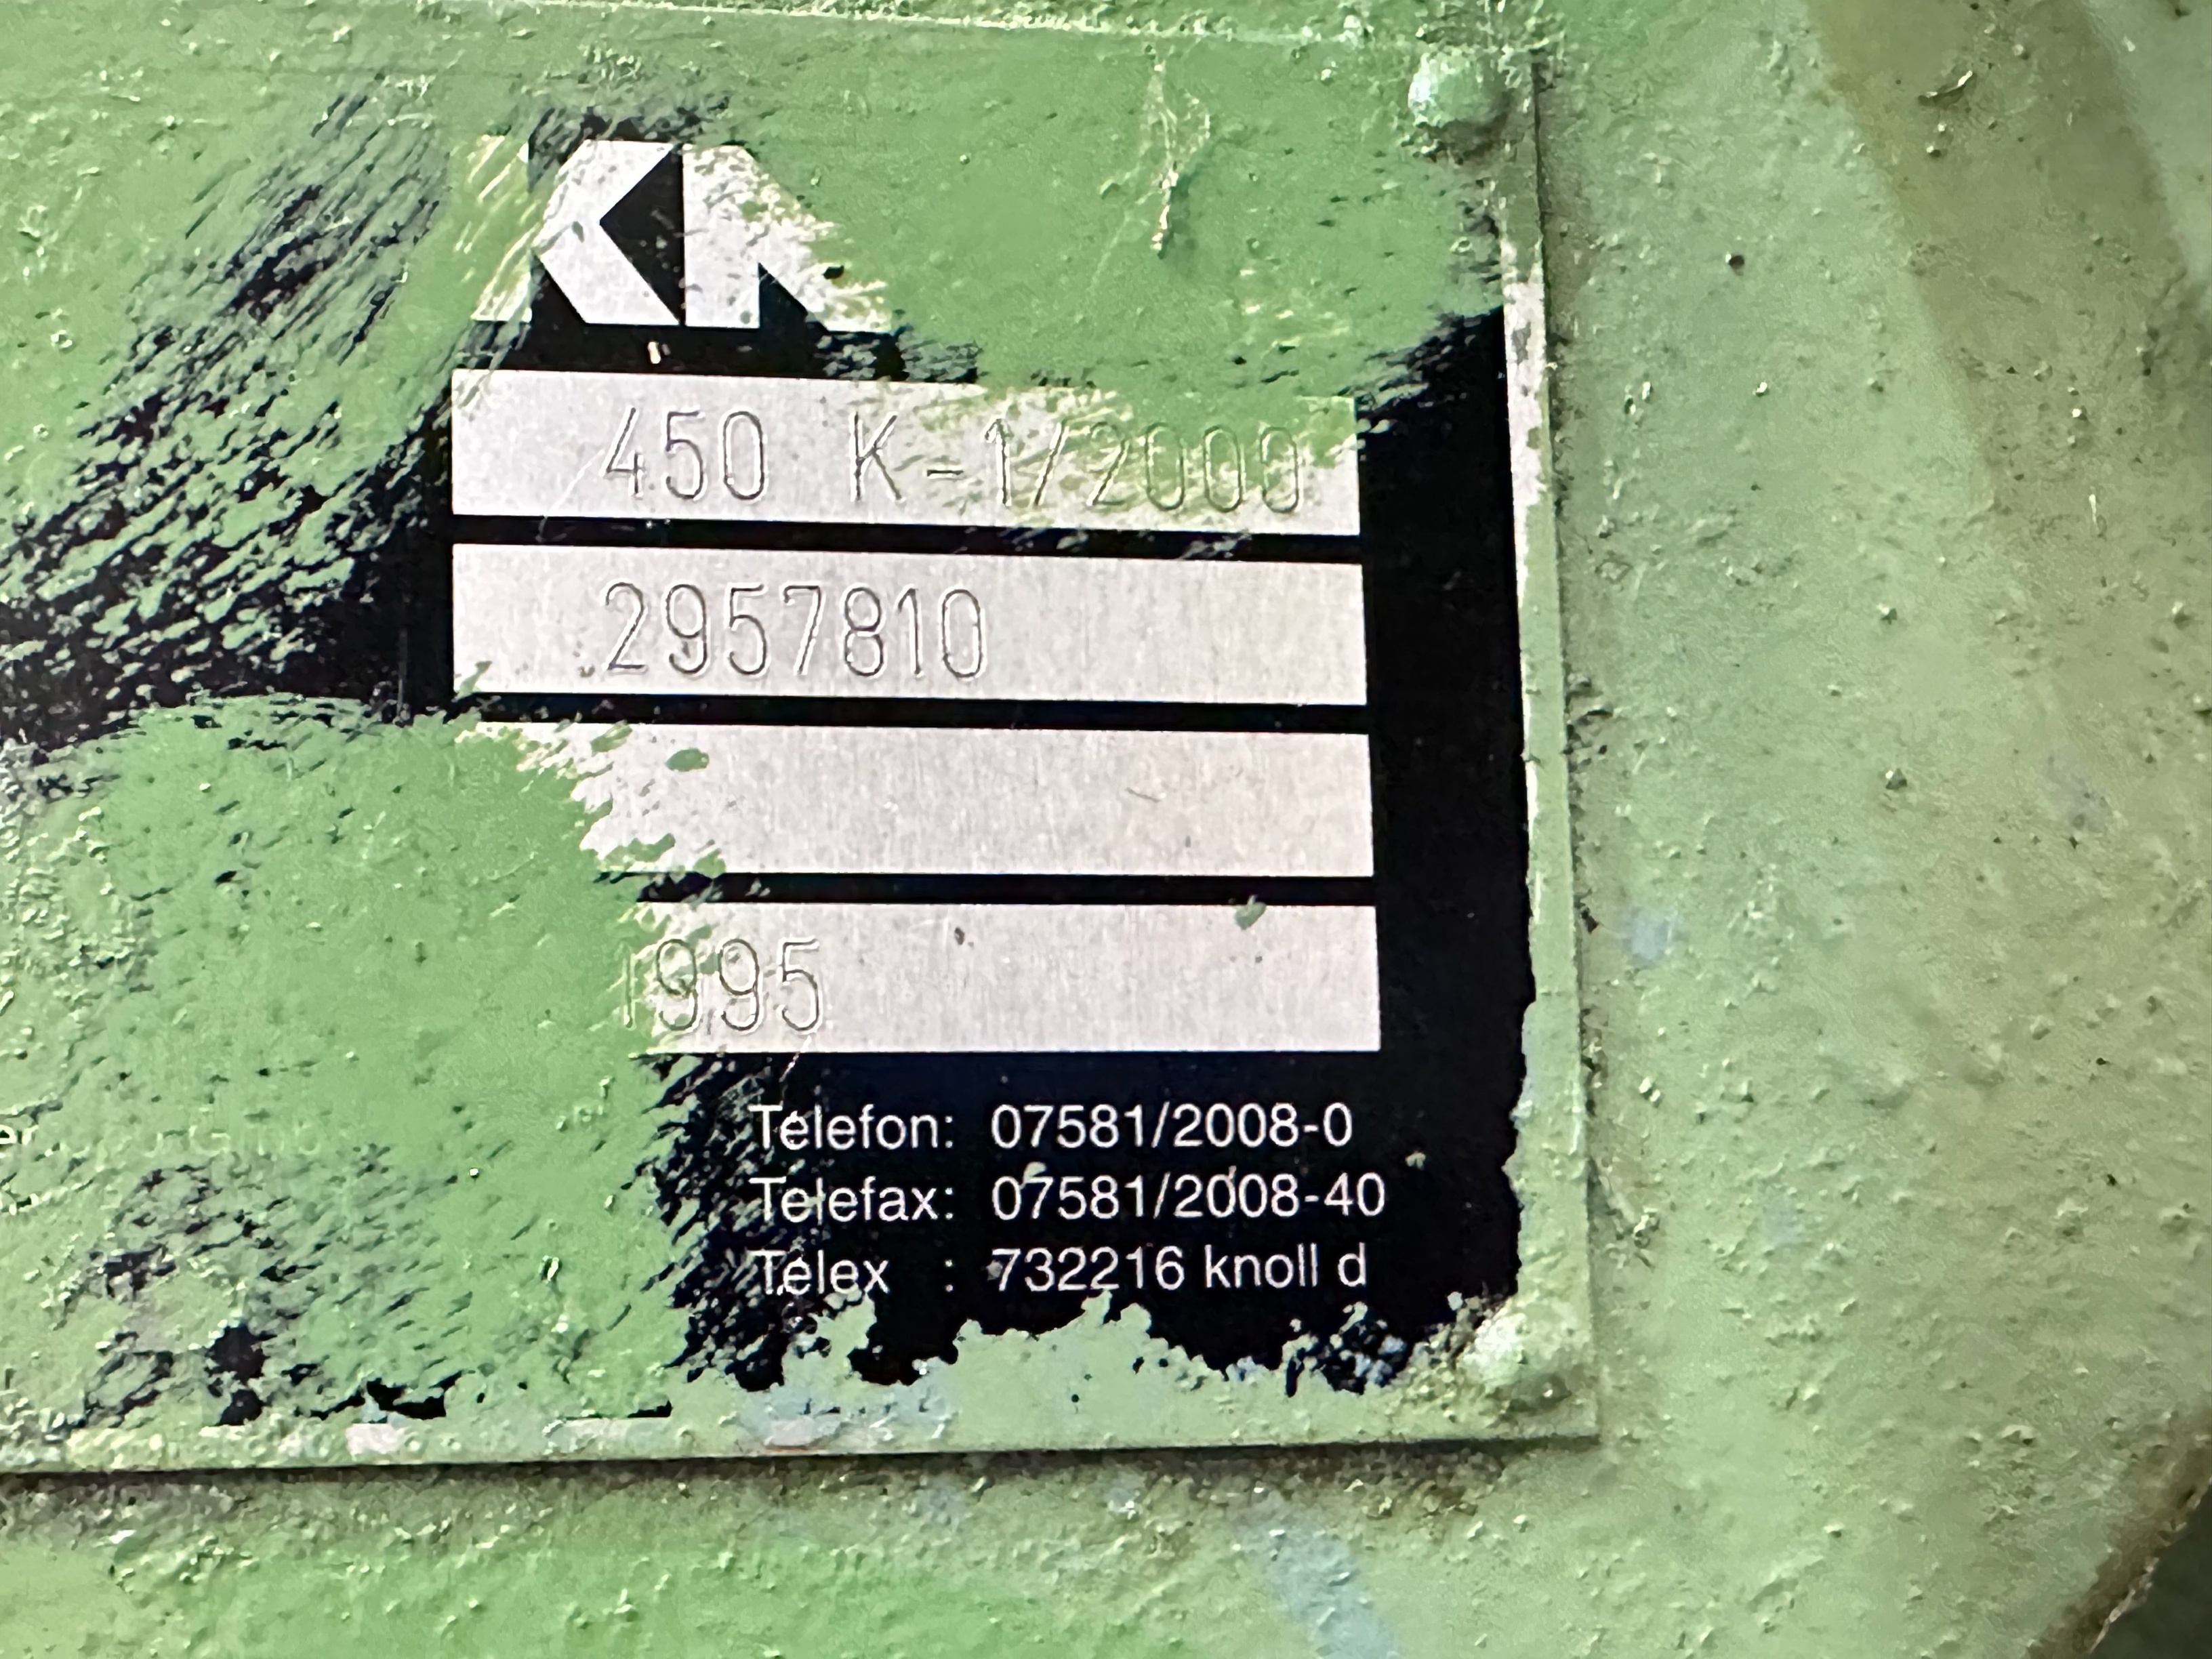 450 K-1/2000
2957810
1995
Telefon: 07581/2008-0
Telefax: 07581/2008-40
Telex : 732216 knoll d